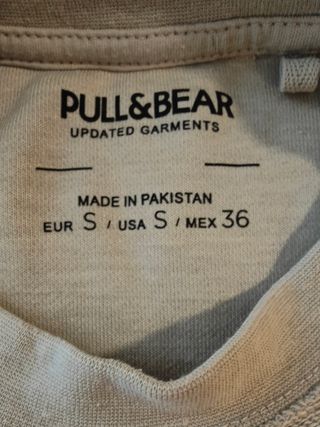 PULL&BEAR
UPDATED GARMENTS
MADE IN PAKISTAN
EUR S / USA S / MEX 36